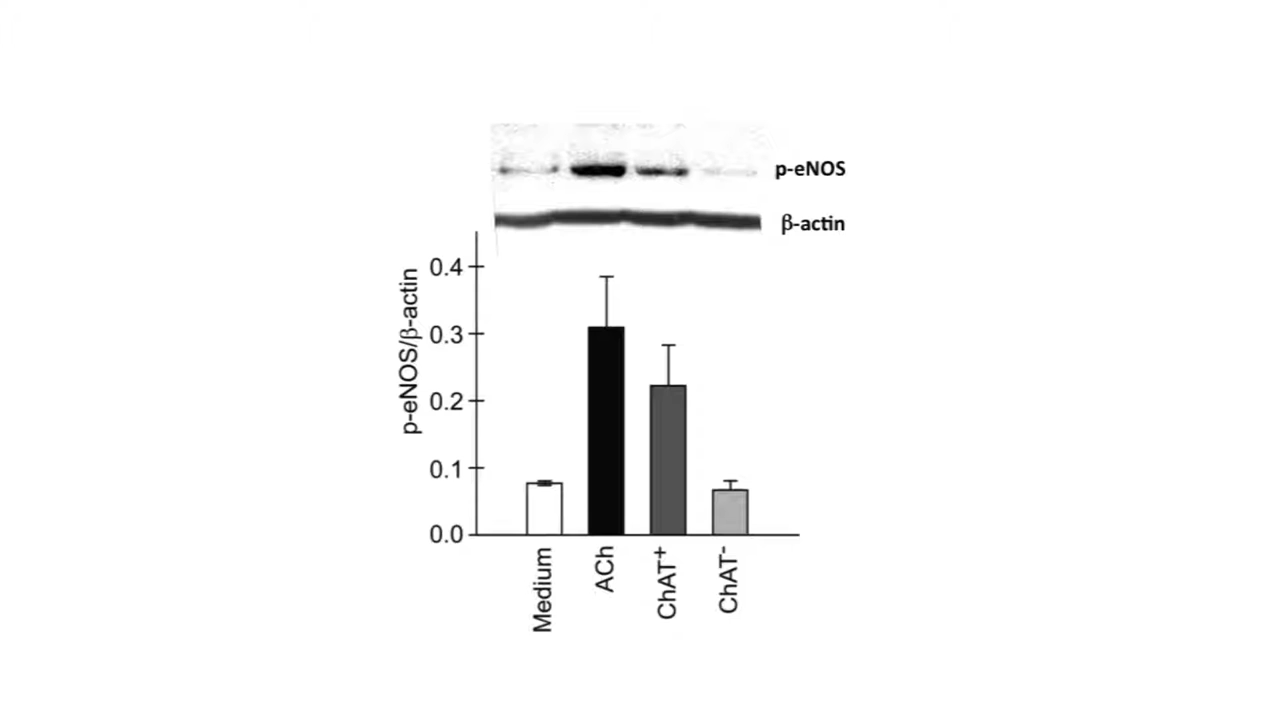 p-eNOS
β-actin
p-eNOS/β-actin
0.4
0.3
0.2
0.1
0.0
Medium
ACh
ChAT⁺
ChAT⁻